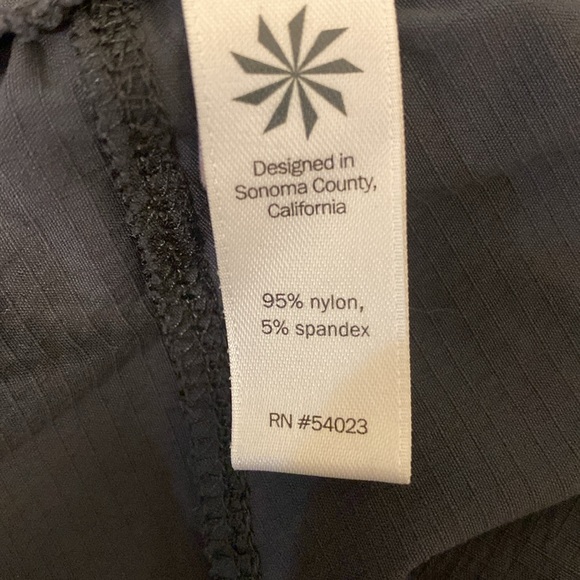 Designed in
Sonoma County,
California
95% nylon,
5% spandex
RN #54023